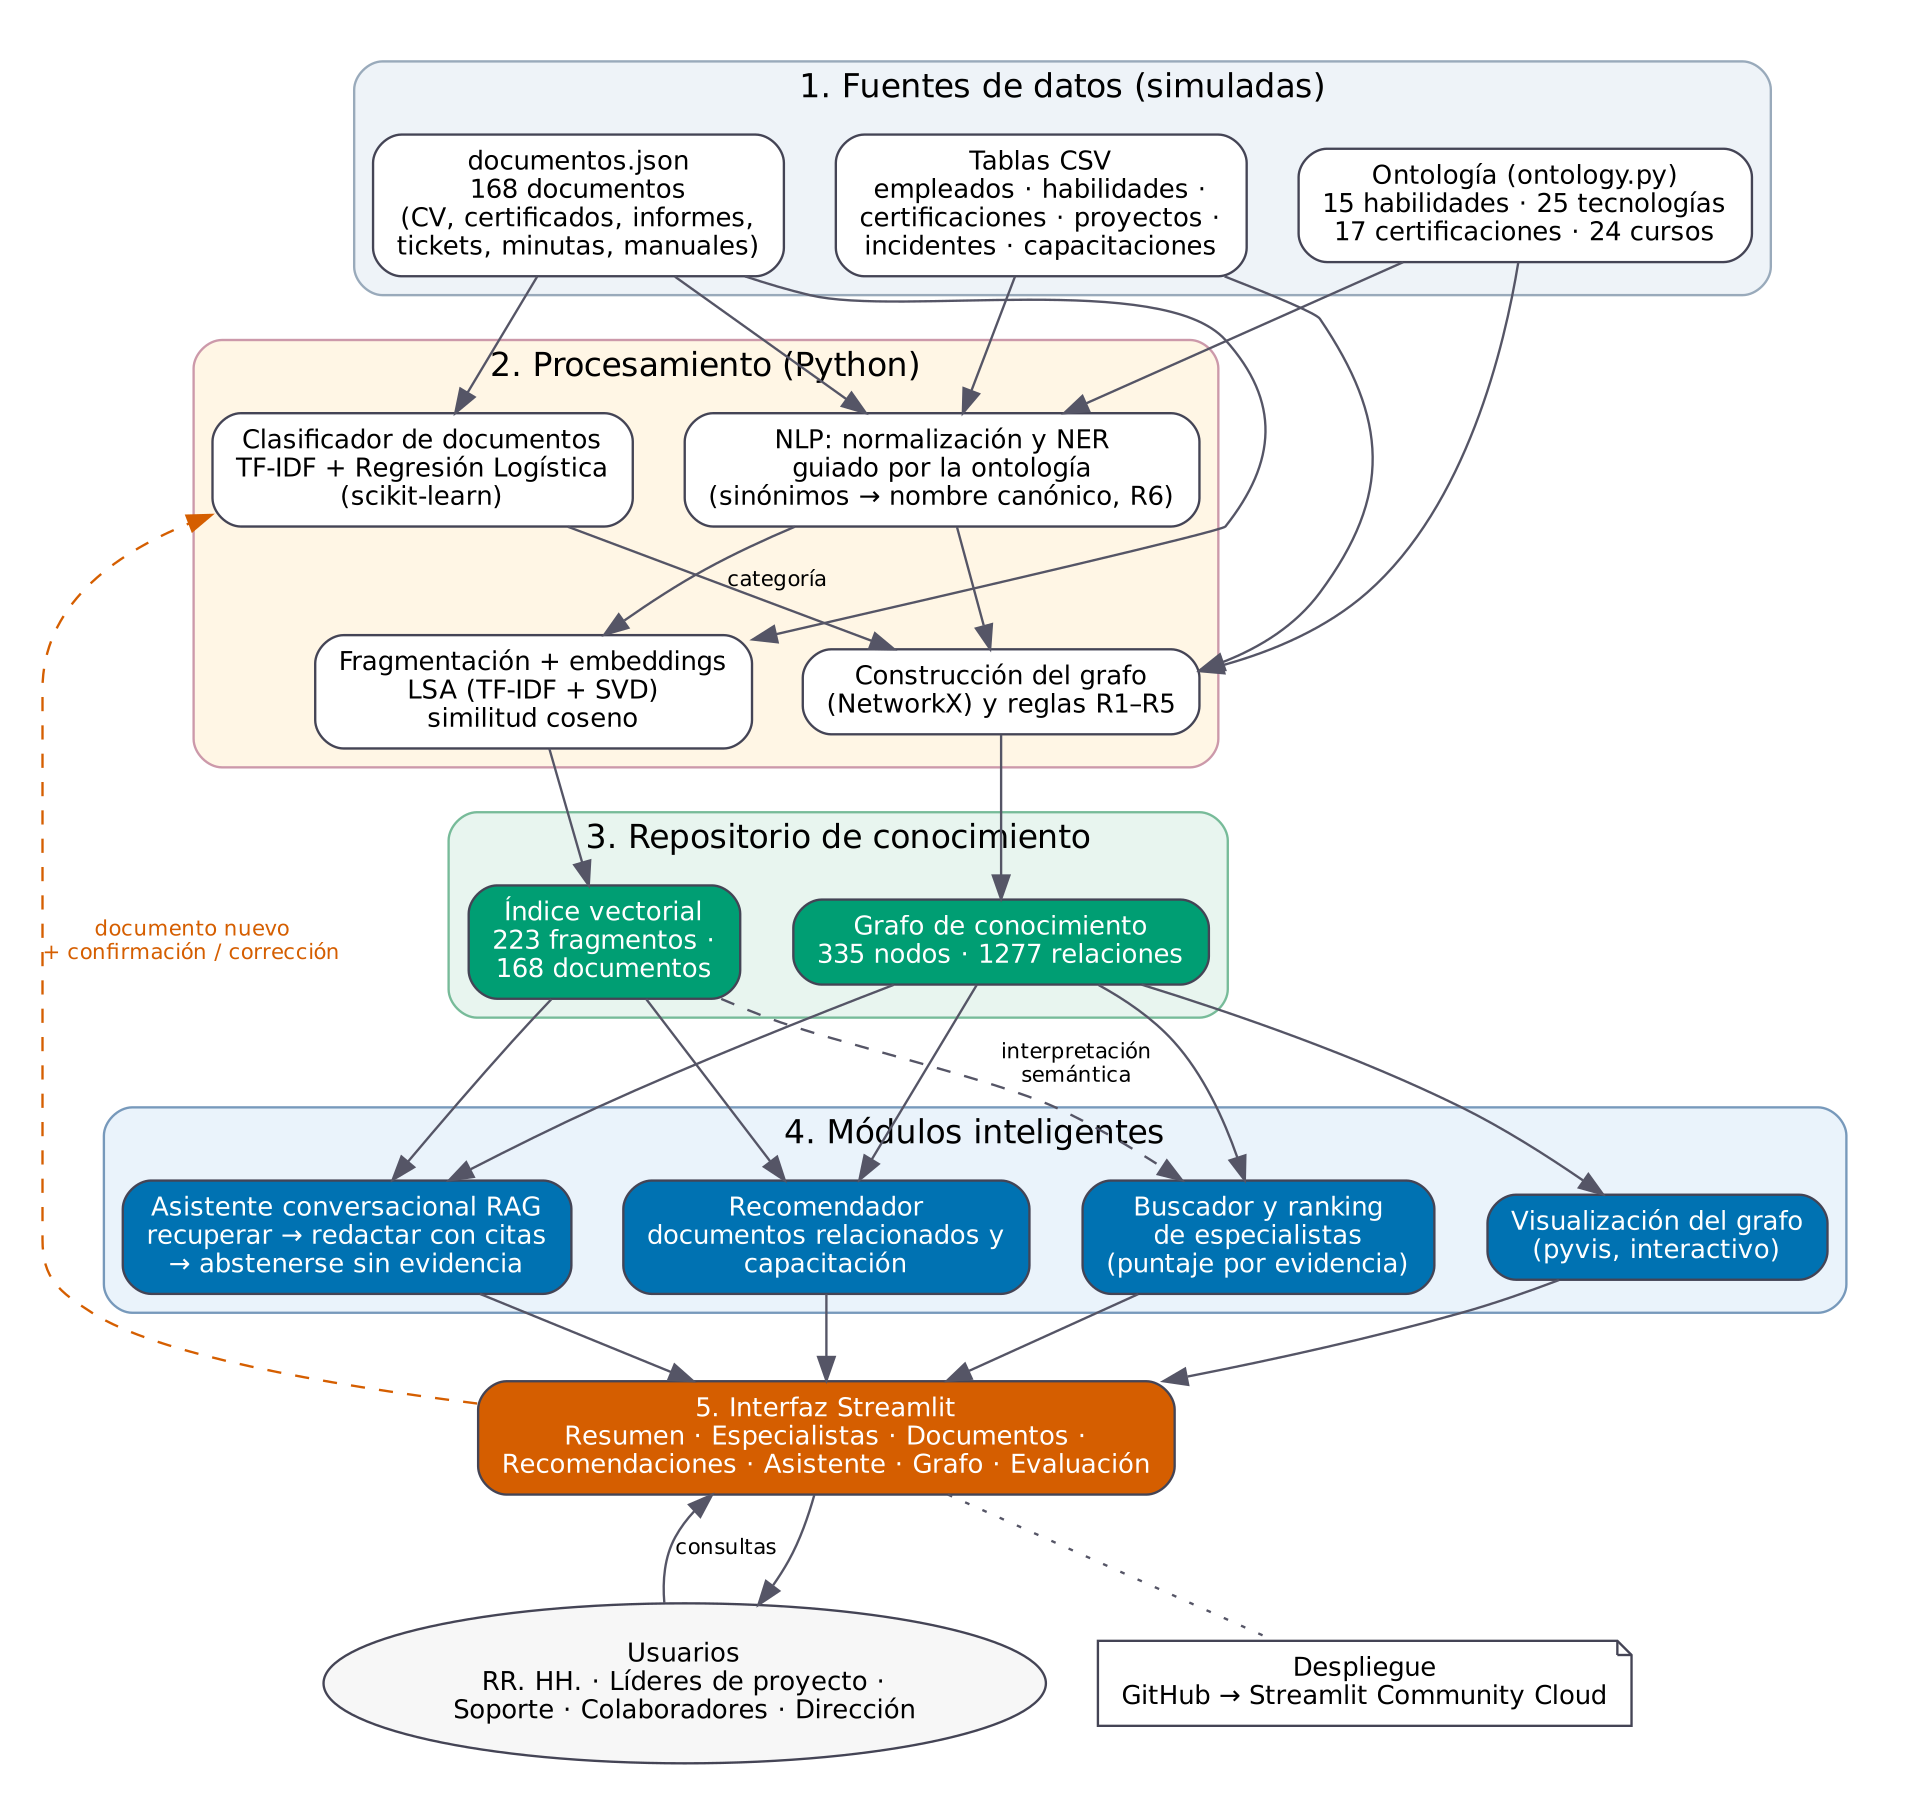 1. Fuentes de datos (simuladas)
documentos.json
168 documentos
(CV, certificados, informes,
tickets, minutas, manuales)
Tablas CSV
empleados · habilidades ·
certificaciones · proyectos ·
incidentes · capacitaciones
Ontología (ontology.py)
15 habilidades · 25 tecnologías
17 certificaciones · 24 cursos
2. Procesamiento (Python)
Clasificador de documentos
TF-IDF + Regresión Logística
(scikit-learn)
NLP: normalización y NER
guiado por la ontología
(sinónimos → nombre canónico, R6)
categoría
Fragmentación + embeddings
LSA (TF-IDF + SVD)
similitud coseno
Construcción del grafo
(NetworkX) y reglas R1–R5
3. Repositorio de conocimiento
Índice vectorial
223 fragmentos ·
168 documentos
Grafo de conocimiento
335 nodos · 1277 relaciones
documento nuevo
+ confirmación / corrección
interpretación
semántica
4. Módulos inteligentes
Asistente conversacional RAG
recuperar → redactar con citas
→ abstenerse sin evidencia
Recomendador
documentos relacionados y
capacitación
Buscador y ranking
de especialistas
(puntaje por evidencia)
Visualización del grafo
(pyvis, interactivo)
5. Interfaz Streamlit
Resumen · Especialistas · Documentos ·
Recomendaciones · Asistente · Grafo · Evaluación
consultas
Usuarios
RR. HH. · Líderes de proyecto ·
Soporte · Colaboradores · Dirección
Despliegue
GitHub → Streamlit Community Cloud